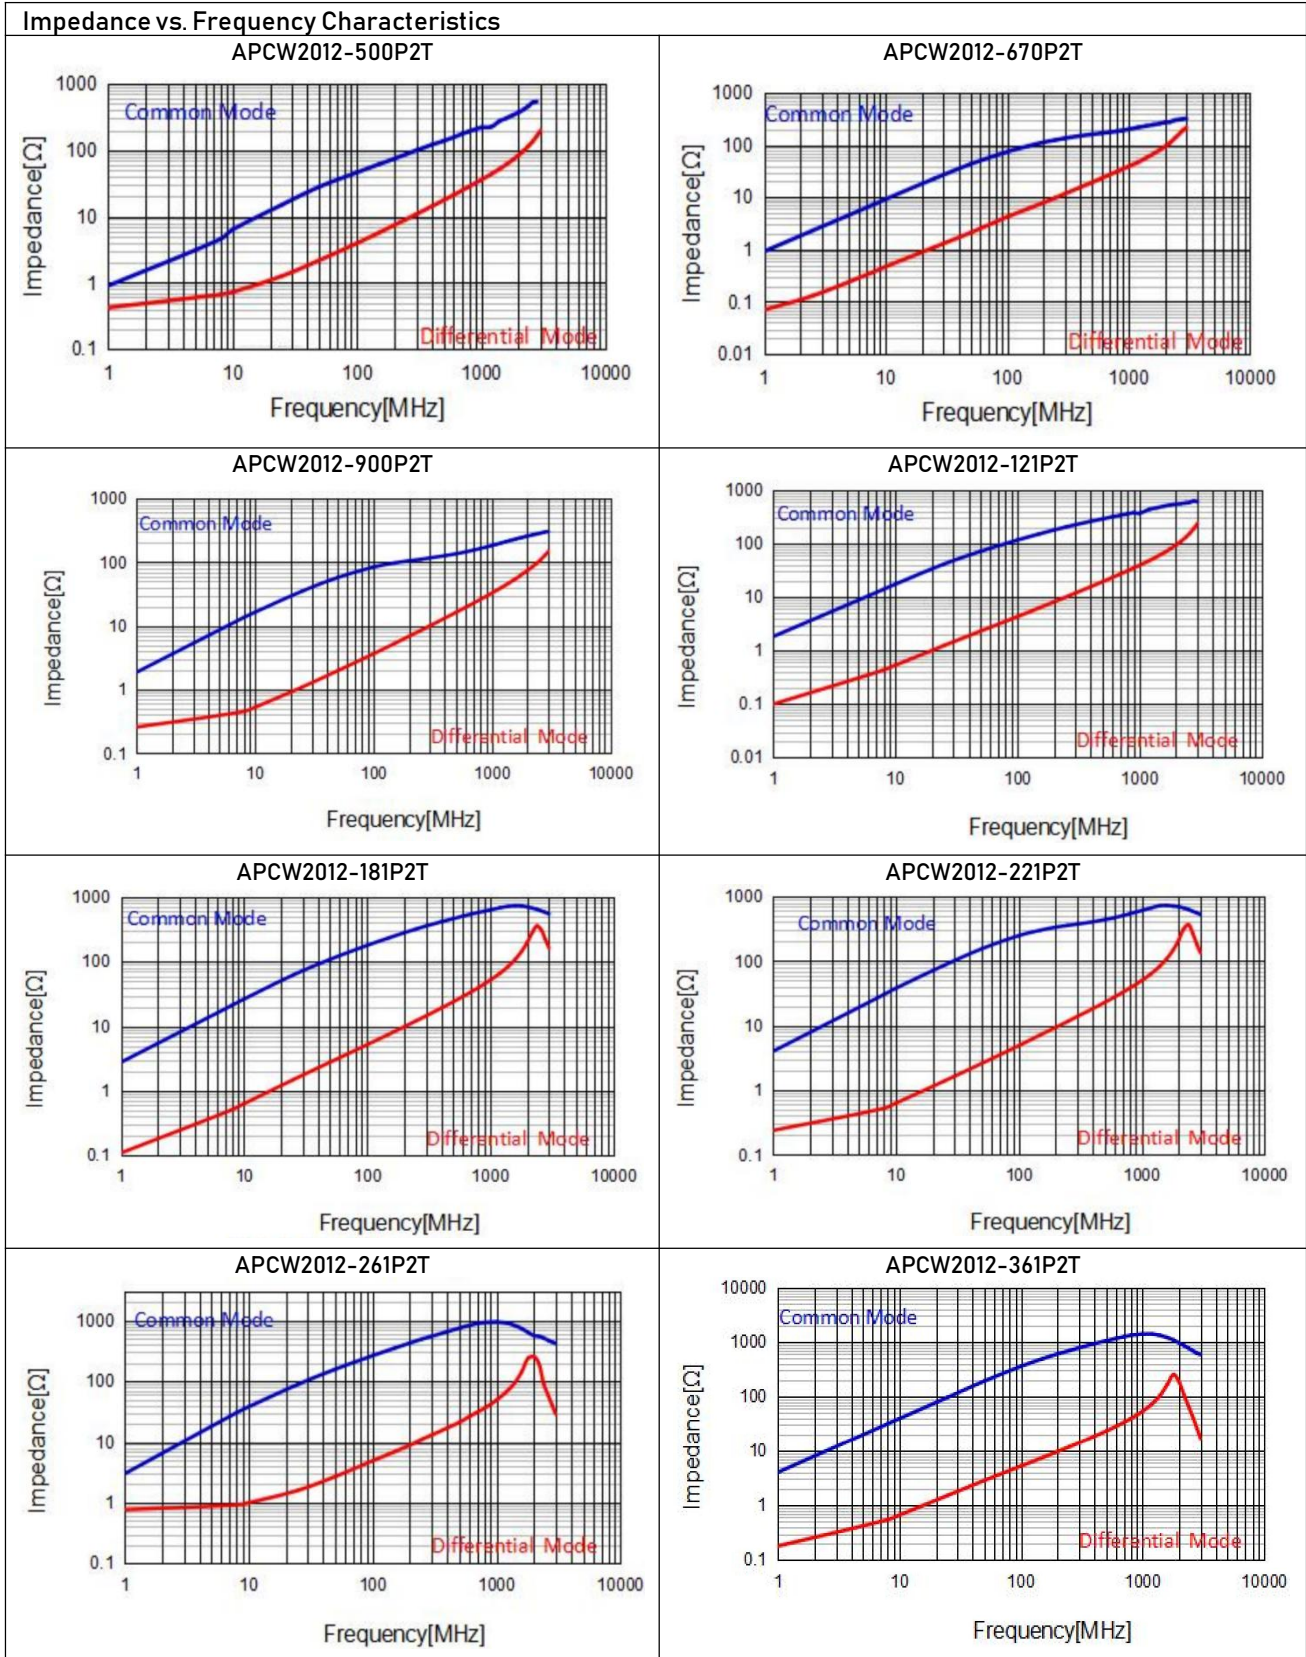 Impedance vs. Frequency Characteristics
APCW2012-500P2T
1000
Common Mode
100
10
1
0.1
Impedance[Ω]
Differential Mode
1 10 100 1000 10000
Frequency[MHz]
APCW2012-670P2T
1000
Common Mode
100
10
1
0.1
0.01
Impedance[Ω]
Differential Mode
1 10 100 1000 10000
Frequency[MHz]
APCW2012-900P2T
1000
Common Mode
100
10
1
0.1
Impedance[Ω]
Differential Mode
1 10 100 1000 10000
Frequency[MHz]
APCW2012-121P2T
1000
Common Mode
100
10
1
0.1
0.01
Impedance[Ω]
Differential Mode
1 10 100 1000 10000
Frequency[MHz]
APCW2012-181P2T
1000
Common Mode
100
10
1
0.1
Impedance[Ω]
Differential Mode
1 10 100 1000 10000
Frequency[MHz]
APCW2012-221P2T
1000
Common Mode
100
10
1
0.1
Impedance[Ω]
Differential Mode
1 10 100 1000 10000
Frequency[MHz]
APCW2012-261P2T
1000
Common Mode
100
10
1
0.1
Impedance[Ω]
Differential Mode
1 10 100 1000 10000
Frequency[MHz]
APCW2012-361P2T
10000
Common Mode
1000
100
10
1
0.1
Impedance[Ω]
Differential Mode
1 10 100 1000 10000
Frequency[MHz]